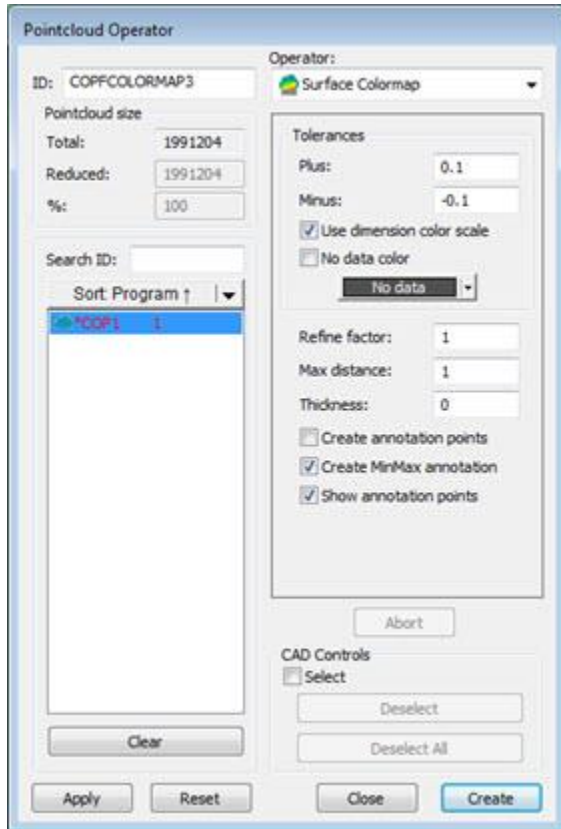 Pointcloud Operator
ID: COPFCOLORMAP3
Operator:
Surface Colormap
Pointcloud size
Total: 1991204
Reduced: 1991204
%: 100
Search ID:
Sort: Program ↑
*COP1 1
Clear
Tolerances
Plus: 0.1
Minus: -0.1
Use dimension color scale
No data color
No data
Refine factor: 1
Max distance: 1
Thickness: 0
Create annotation points
Create MinMax annotation
Show annotation points
Abort
CAD Controls
Select
Deselect
Deselect All
Apply
Reset
Close
Create